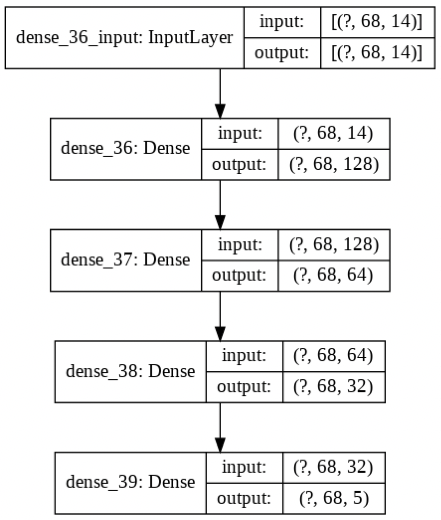 dense_36_input: InputLayer
input: [(?, 68, 14)]
output: [(?, 68, 14)]
dense_36: Dense
input: (?, 68, 14)
output: (?, 68, 128)
dense_37: Dense
input: (?, 68, 128)
output: (?, 68, 64)
dense_38: Dense
input: (?, 68, 64)
output: (?, 68, 32)
dense_39: Dense
input: (?, 68, 32)
output: (?, 68, 5)